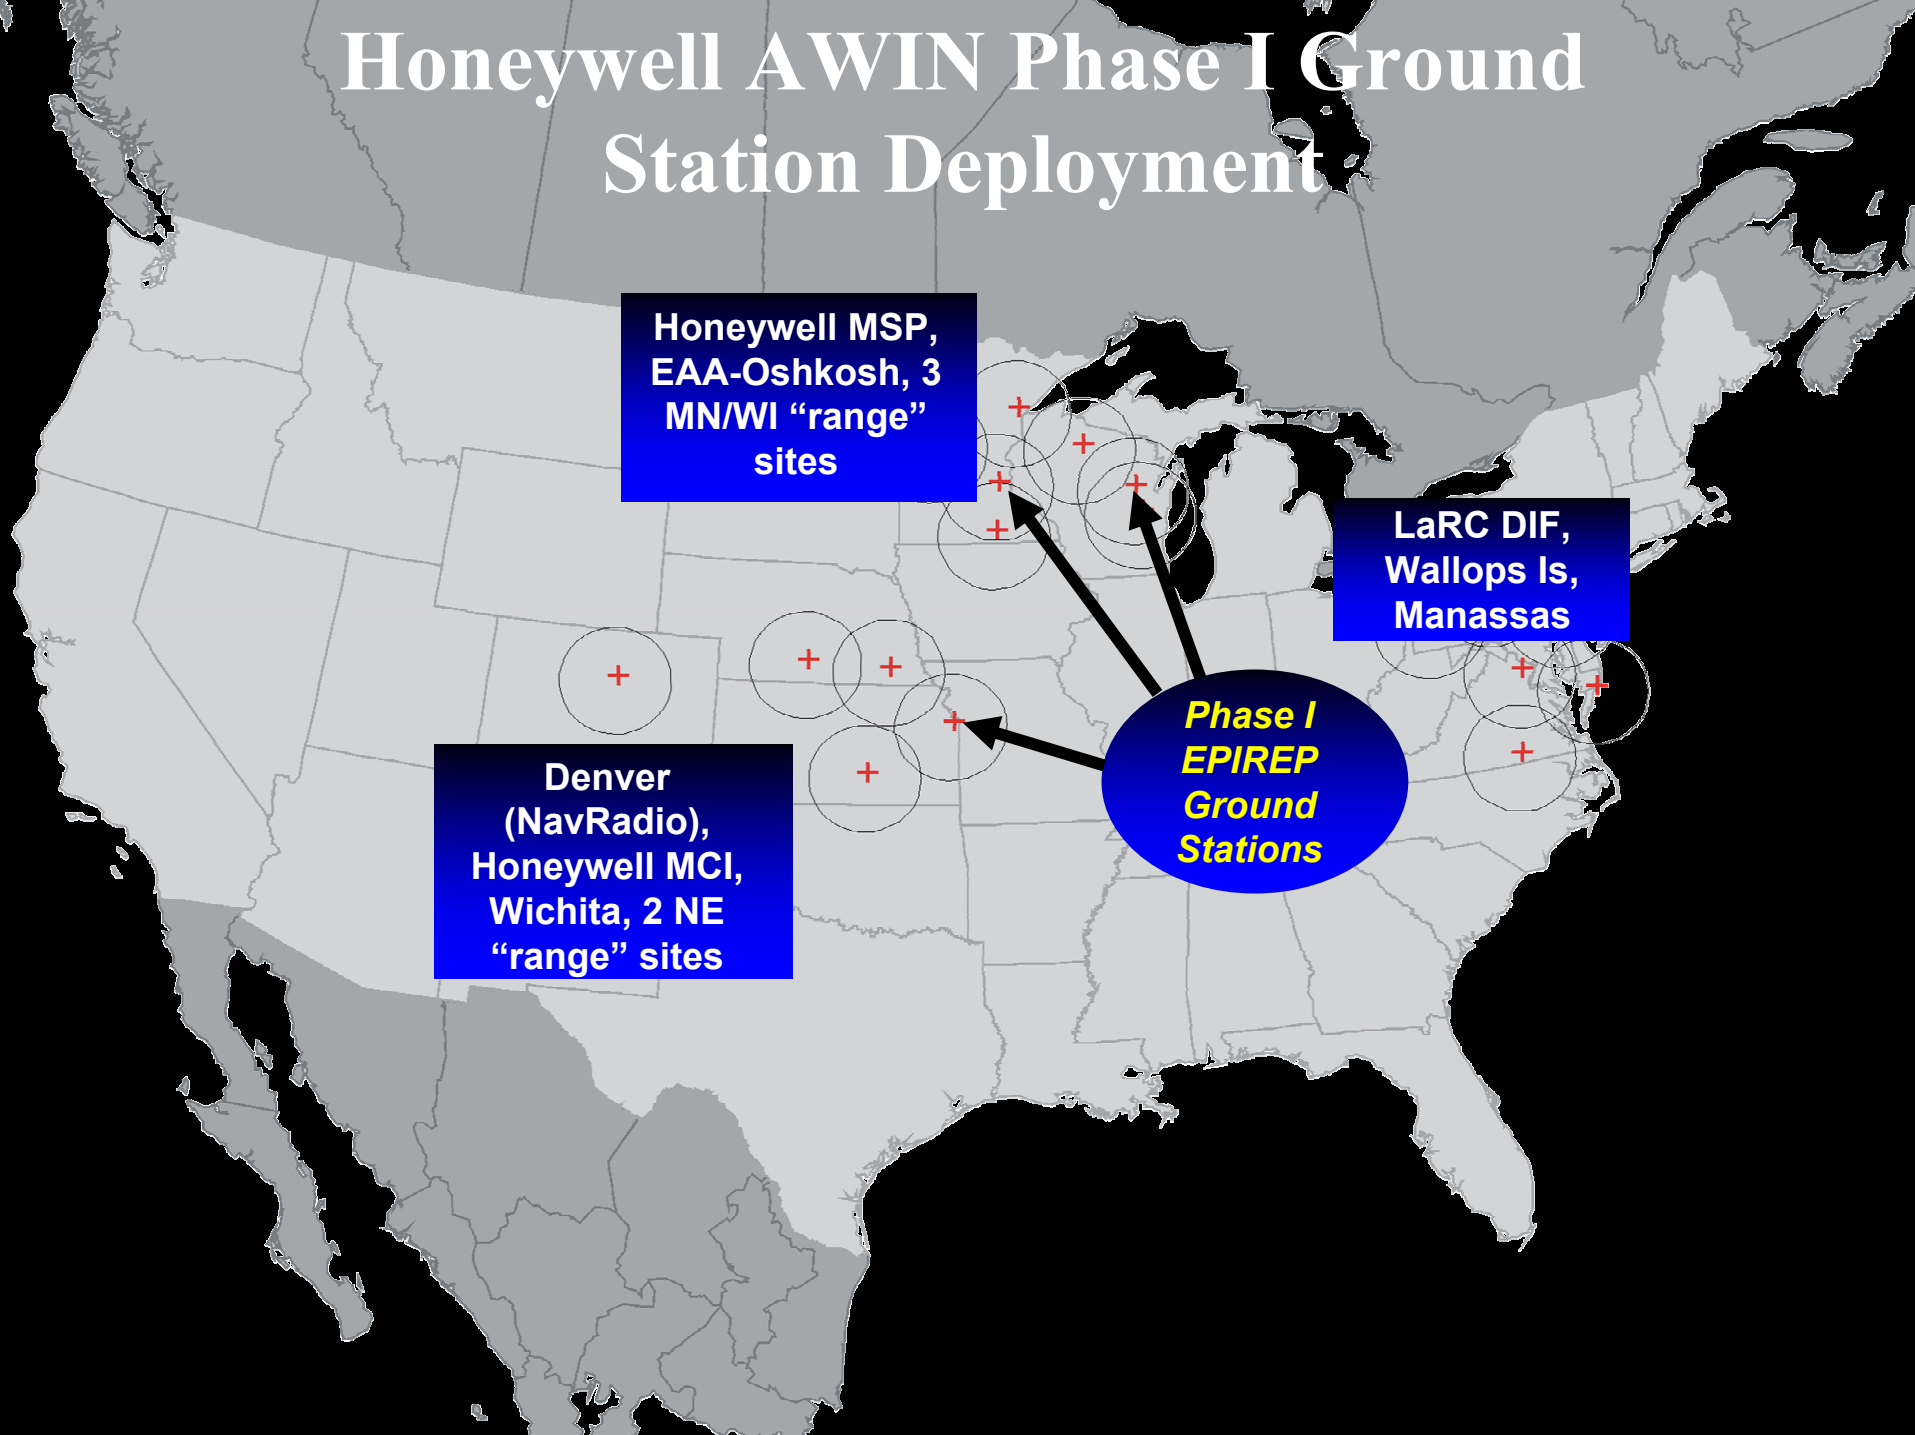 Honeywell AWIN Phase I Ground
Station Deployment
Honeywell MSP,
EAA-Oshkosh, 3
MN/WI “range”
sites
LaRC DIF,
Wallops Is,
Manassas
Phase I
EPIREP
Ground
Stations
Denver
(NavRadio),
Honeywell MCI,
Wichita, 2 NE
“range” sites